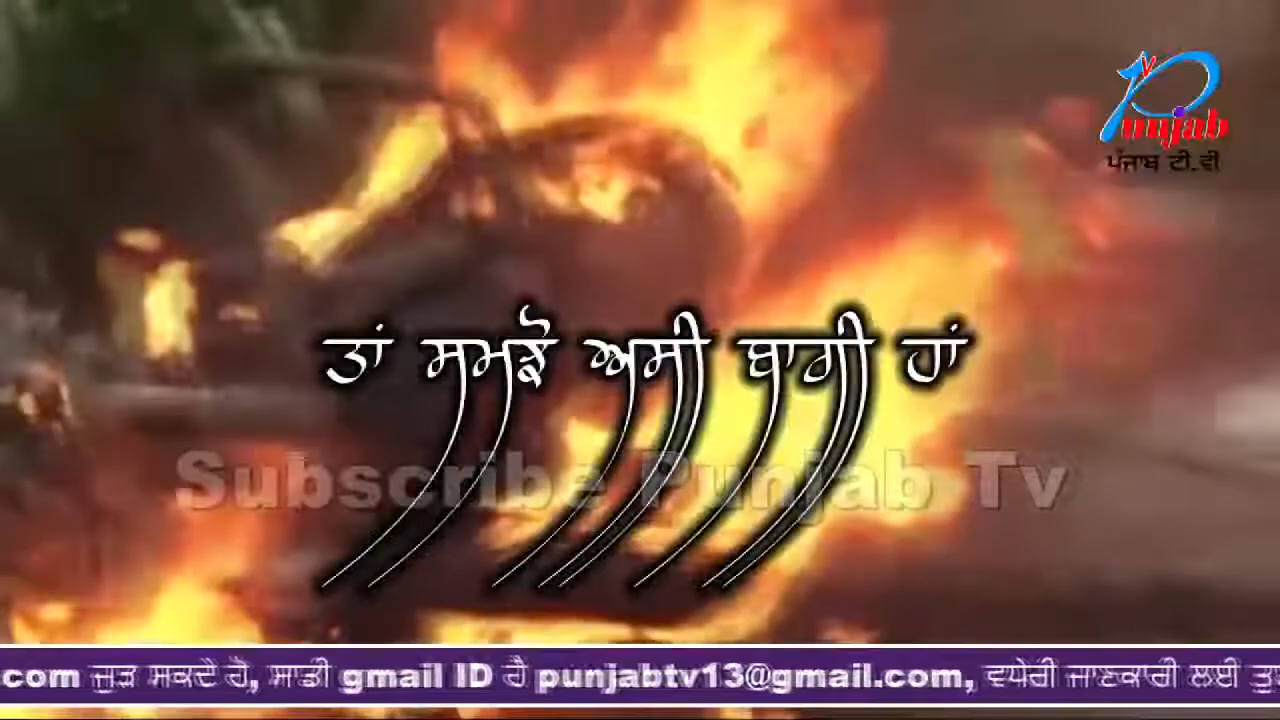 Punjab
ਪੰਜਾਬ ਟੀ.ਵੀ
ਤਾਂ ਸਮਝੋ ਅਸੀ ਬਾਗੀ ਹਾਂ
Subscribe Punjab Tv
.com ਜੁੜ ਸਕਦੇ ਹੋ, ਸਾਡੀ gmail ID ਹੈ punjabtv13@gmail.com, ਵਧੇਰੀ ਜਾਣਕਾਰੀ ਲਈ